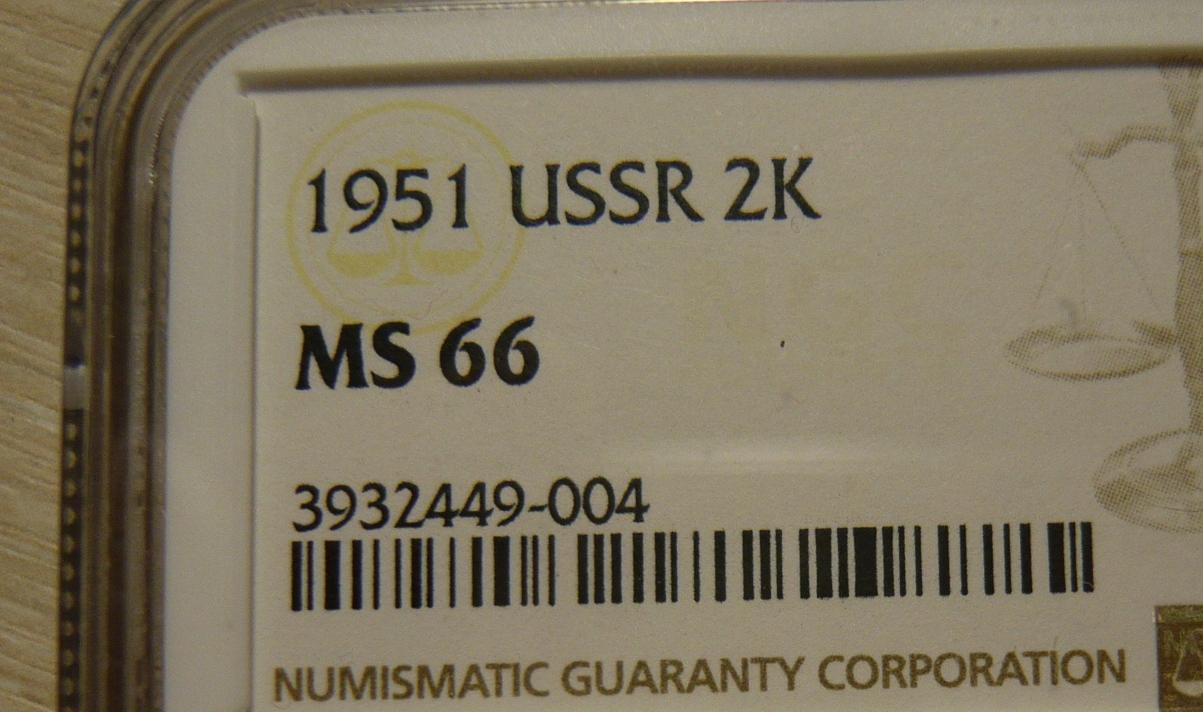 1951 USSR 2K
MS 66
3932449-004
NUMISMATIC GUARANTY CORPORATION